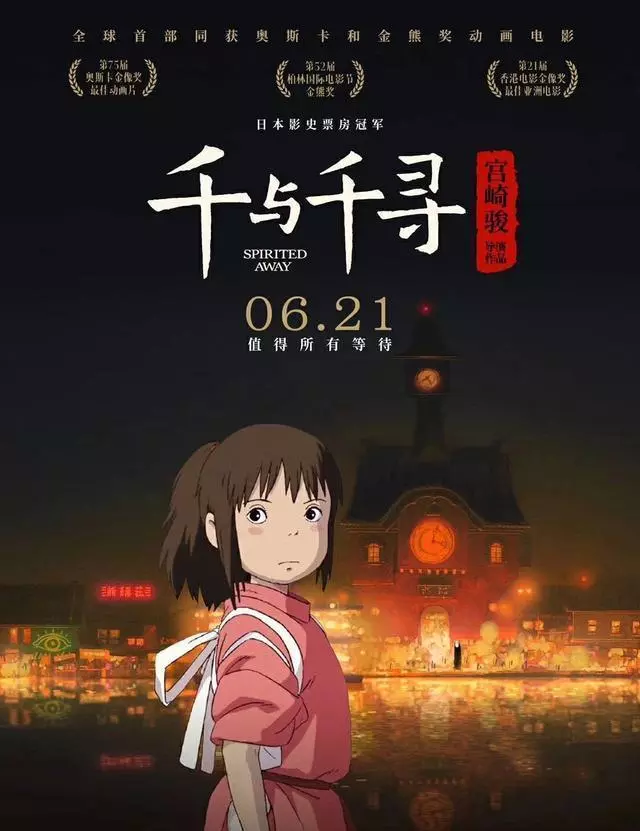 全球首部同获奥斯卡和金熊奖动画电影
第75届
奥斯卡金像奖
最佳动画片
第52届
柏林国际电影节
金熊奖
第21届
香港电影金像奖
最佳亚洲电影
日本影史票房冠军
千与千寻
SPIRITED
AWAY
宫崎骏
导演
作品
06.21
值得所有等待